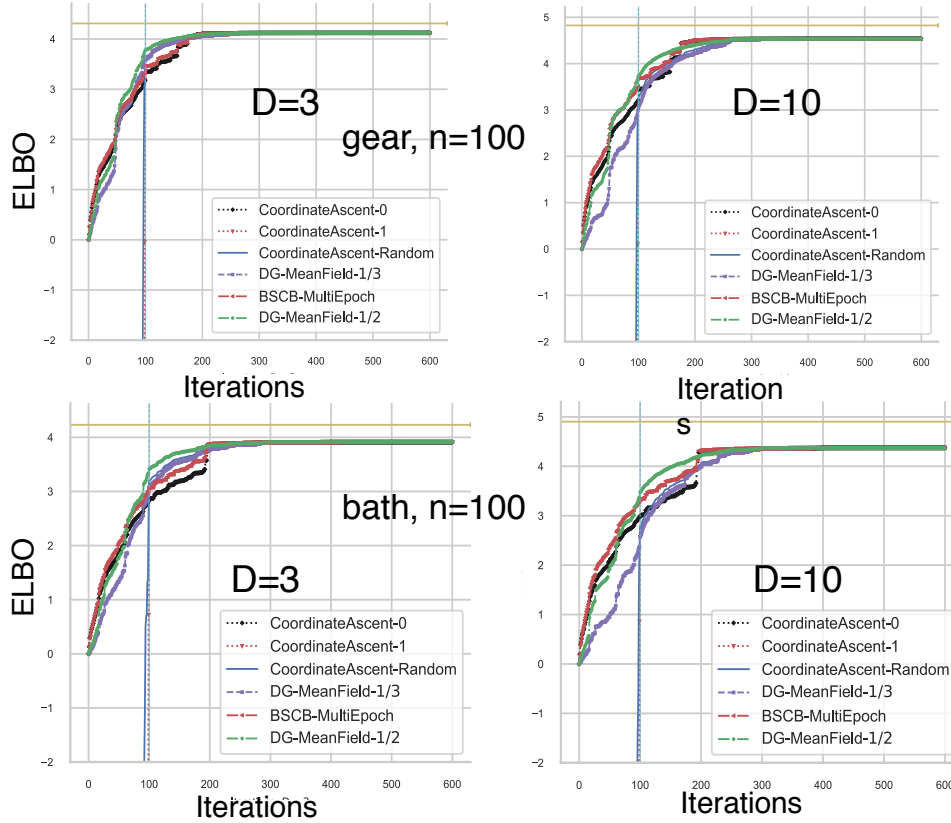 ELBO
5
4
3
2
1
0
−1
−2
D=3
CoordinateAscent-0
CoordinateAscent-1
CoordinateAscent-Random
DG-MeanField-1/3
BSCB-MultiEpoch
DG-MeanField-1/2
0 100 200 300 400 500 600
Iterations
gear, n=100
5
4
3
2
1
0
−1
−2
D=10
CoordinateAscent-0
CoordinateAscent-1
CoordinateAscent-Random
DG-MeanField-1/3
BSCB-MultiEpoch
DG-MeanField-1/2
0 100 200 300 400 500 600
Iteration
s
ELBO
4
3
2
1
0
−1
−2
D=3
CoordinateAscent-0
CoordinateAscent-1
CoordinateAscent-Random
DG-MeanField-1/3
BSCB-MultiEpoch
DG-MeanField-1/2
0 100 200 300 400 500 600
Iterations
bath, n=100
5
4
3
2
1
0
−1
−2
D=10
CoordinateAscent-0
CoordinateAscent-1
CoordinateAscent-Random
DG-MeanField-1/3
BSCB-MultiEpoch
DG-MeanField-1/2
0 100 200 300 400 500 600
Iterations